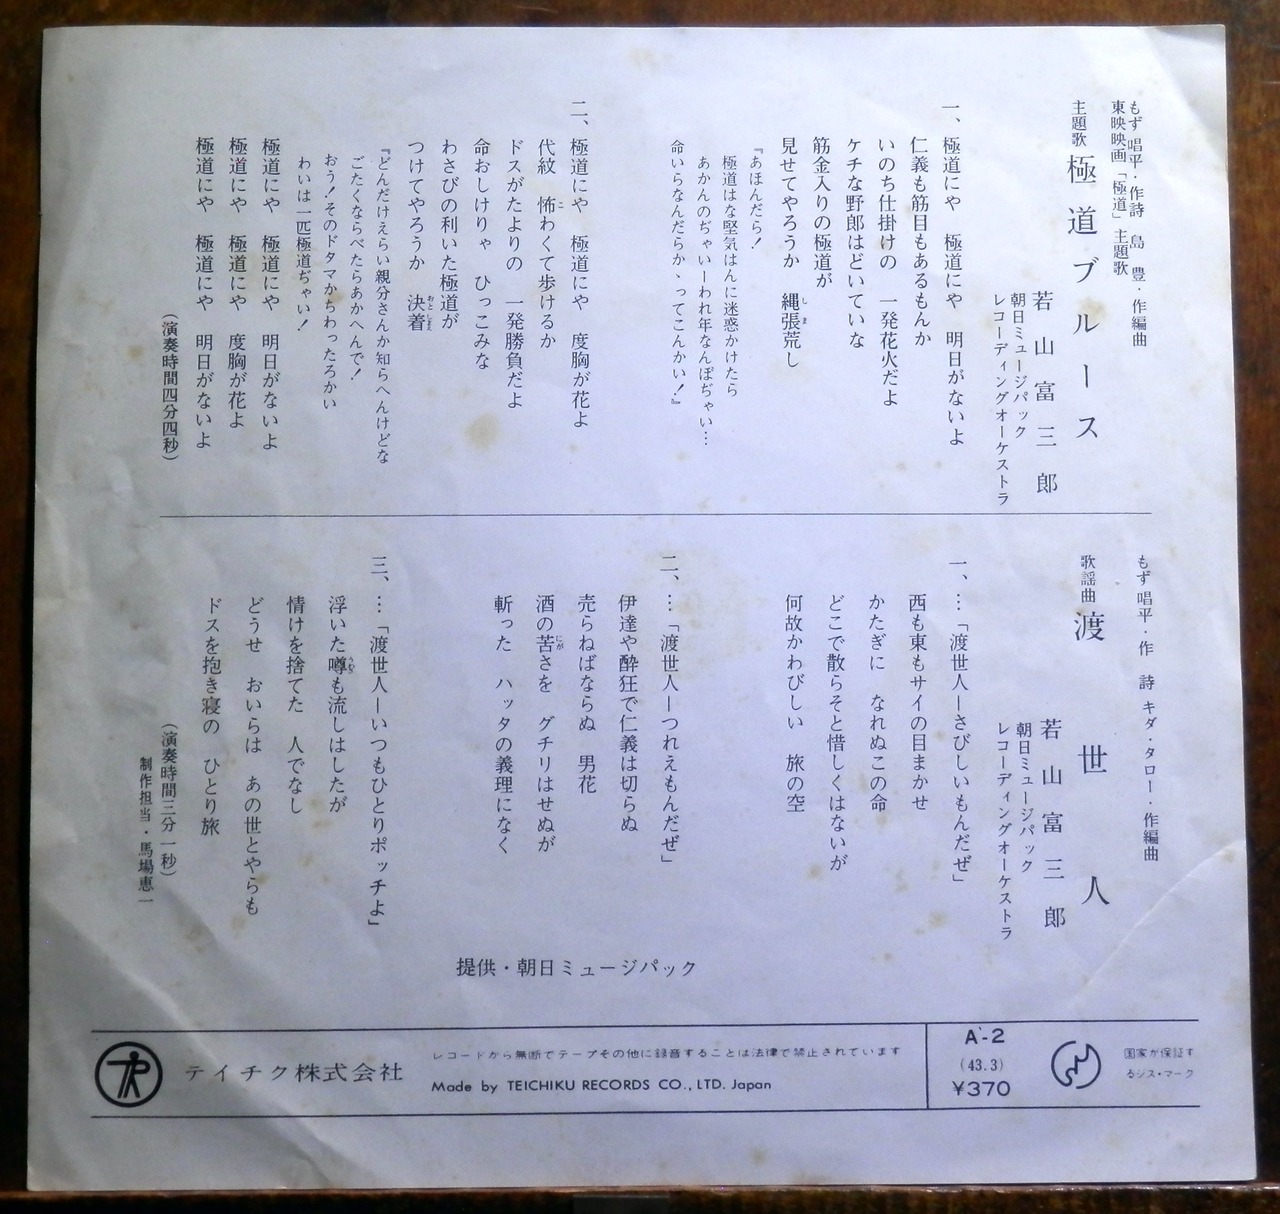 もず唱平・作詩 島 豊・作編曲
東映映画「極道」主題歌
主題歌 極道ブルース
若山富三郎
朝日ミュージパック
レコーディングオーケストラ
一、極道にや 極道にや 明日がないよ
仁義も筋目もあるもんか
いのち仕掛けの 一発花火だよ
ケチな野郎はどいていな
筋金入りの極道が
見せてやろうか 縄張荒し
『あほんだら!
極道はな堅気はんに迷惑かけたら
あかんのぢゃいーわれ年なんぼぢゃい…
命いらなんだらか、ってこんかい!』
二、極道にや 極道にや 度胸が花よ
代紋 怖わくて歩けるか
ドスがたよりの 一発勝負だよ
命おしけりゃ ひっこみな
わさびの利いた極道が
つけてやろうか 決着
『どんだけえらい親分さんか知らへんけどな
ごたくならべたらあかへんで!
おう!そのドタマかちわったろかい
わいは一匹極道ぢゃい!
極道にや 極道にや 明日がないよ
極道にや 極道にや 度胸が花よ
極道にや 極道にや 明日がないよ
(演奏時間四分四秒)
もず唱平・作 詩 キダ・タロー・作編曲
歌謡曲 渡世人
若山富三郎
朝日ミュージパック
レコーディングオーケストラ
一、…「渡世人ーさびしいもんだぜ」
西も東もサイの目まかせ
かたぎに なれぬこの命
どこで散らそと惜しくはないが
何故かわびしい 旅の空
二、…「渡世人ーつれえもんだぜ」
伊達や酔狂で仁義は切らぬ
売らねばならぬ 男花
酒の苦さを グチリはせぬが
斬った ハッタの義理になく
三、…「渡世人ーいつもひとりポッチよ」
浮いた噂も流しはしたが
情けを捨てた 人でなし
どうせ おいらは あの世とやらも
ドスを抱き寝の ひとり旅
(演奏時間三分一秒)
制作担当・馬場恵一
提供・朝日ミュージパック
テイチク株式会社
レコードから無断でテープその他に録音することは法律で禁止されています
Made by TEICHIKU RECORDS CO., LTD. Japan
A-2
(43.3)
¥370
国家が保証す
るジス・マーク